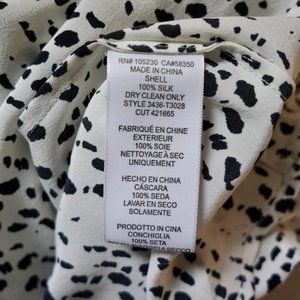 RN# 105230 CA#58350
MADE IN CHINA
SHELL
100% SILK
DRY CLEAN ONLY
STYLE 3436-T3028
CUT 421665
FABRIQUÉ EN CHINE
EXTERIEUR
100% SOIE
NETTOYAGE À SEC
UNIQUEMENT
HECHO EN CHINA
CÁSCARA
100% SEDA
LAVAR EN SECO
SOLAMENTE
PRODOTTO IN CINA
CONCHIGLIA
100% SETA
A SECCO